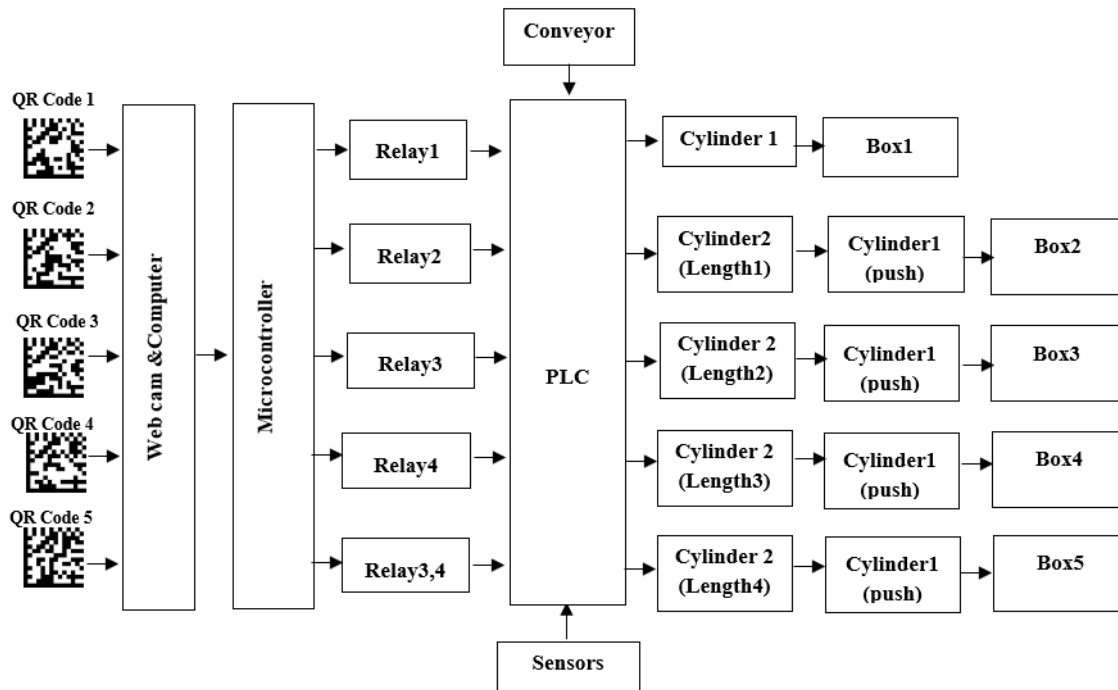 Conveyor
QR Code 1
QR Code 2
QR Code 3
QR Code 4
QR Code 5
Web cam &Computer
Microcontroller
Relay1
Relay2
Relay3
Relay4
Relay3,4
PLC
Cylinder 1
Box1
Cylinder2
(Length1)
Cylinder1
(push)
Box2
Cylinder 2
(Length2)
Cylinder1
(push)
Box3
Cylinder 2
(Length3)
Cylinder1
(push)
Box4
Cylinder 2
(Length4)
Cylinder1
(push)
Box5
Sensors